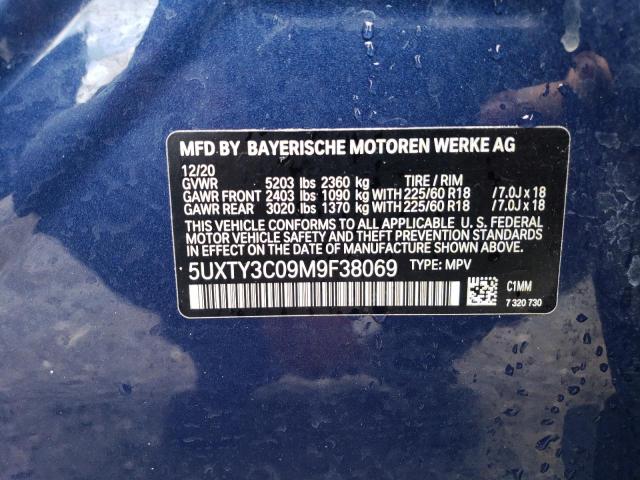 MFD BY BAYERISCHE MOTOREN WERKE AG
12/20
GVWR 5203 lbs 2360 kg TIRE / RIM
GAWR FRONT 2403 lbs 1090 kg WITH 225/60 R18 /7.0J x 18
GAWR REAR 3020 lbs 1370 kg WITH 225/60 R18 /7.0J x 18
THIS VEHICLE CONFORMS TO ALL APPLICABLE U. S. FEDERAL
MOTOR VEHICLE SAFETY AND THEFT PREVENTION STANDARDS
IN EFFECT ON THE DATE OF MANUFACTURE SHOWN ABOVE.
5UXTY3C09M9F38069 TYPE: MPV
C1MM
7 320 730